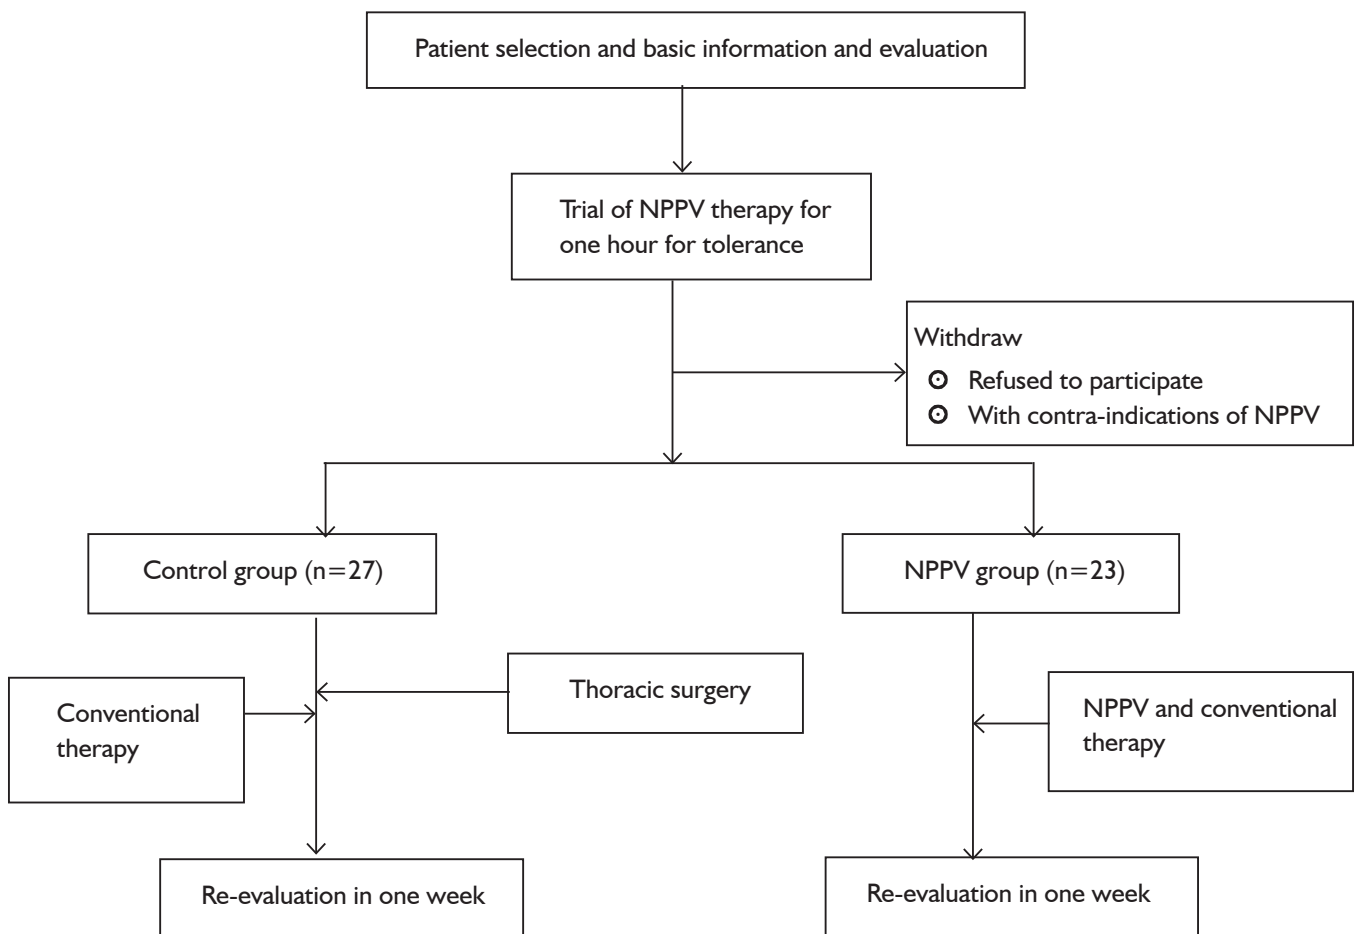 Patient selection and basic information and evaluation
Trial of NPPV therapy for
one hour for tolerance
Withdraw
⊙ Refused to participate
⊙ With contra-indications of NPPV
Control group (n=27)
NPPV group (n=23)
Thoracic surgery
Conventional
therapy
NPPV and conventional
therapy
Re-evaluation in one week
Re-evaluation in one week